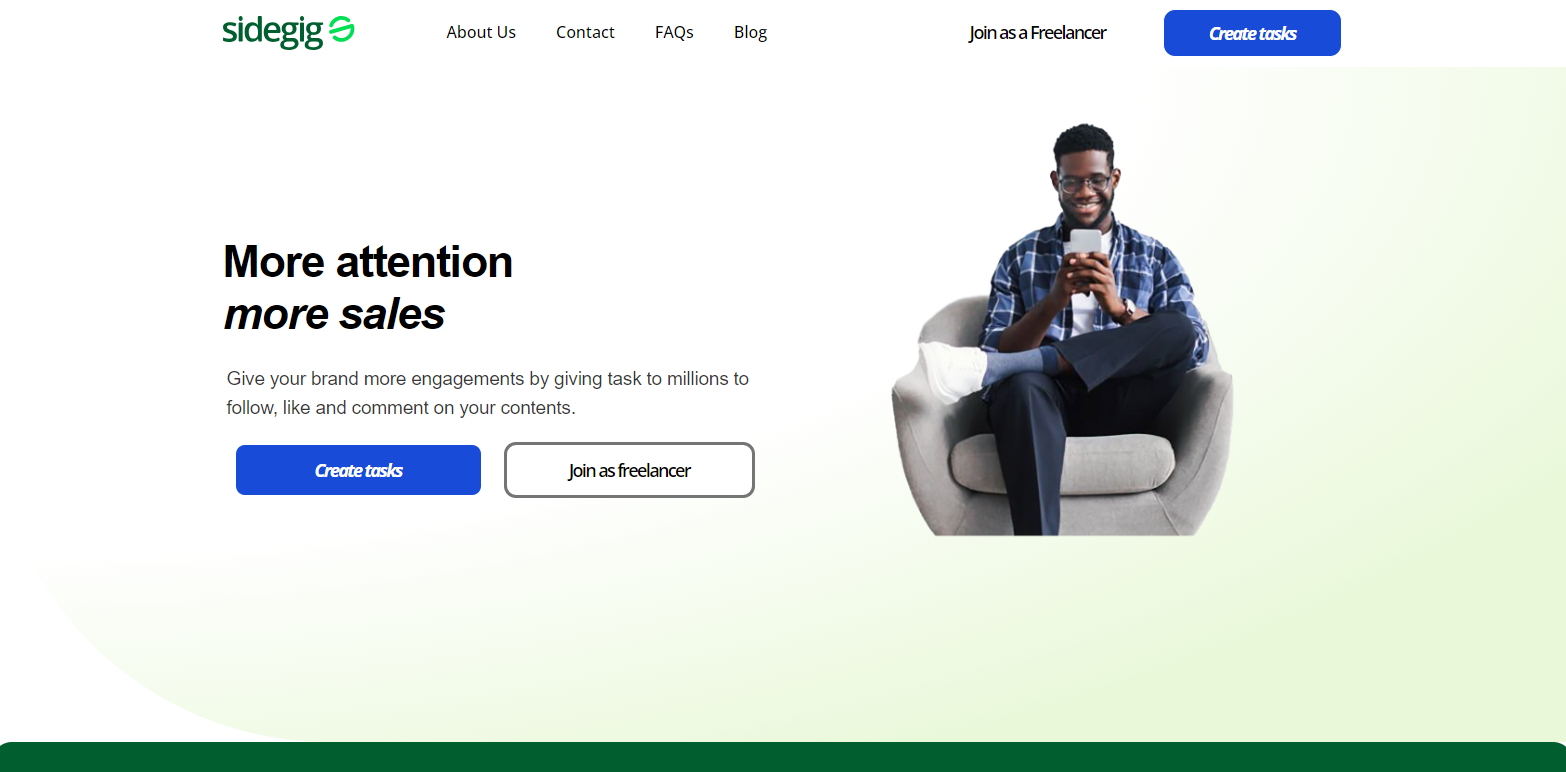 sidegig
About Us
Contact
FAQs
Blog
Join as a Freelancer
Create tasks
More attention
more sales
Give your brand more engagements by giving task to millions to
follow, like and comment on your contents.
Create tasks
Join as freelancer